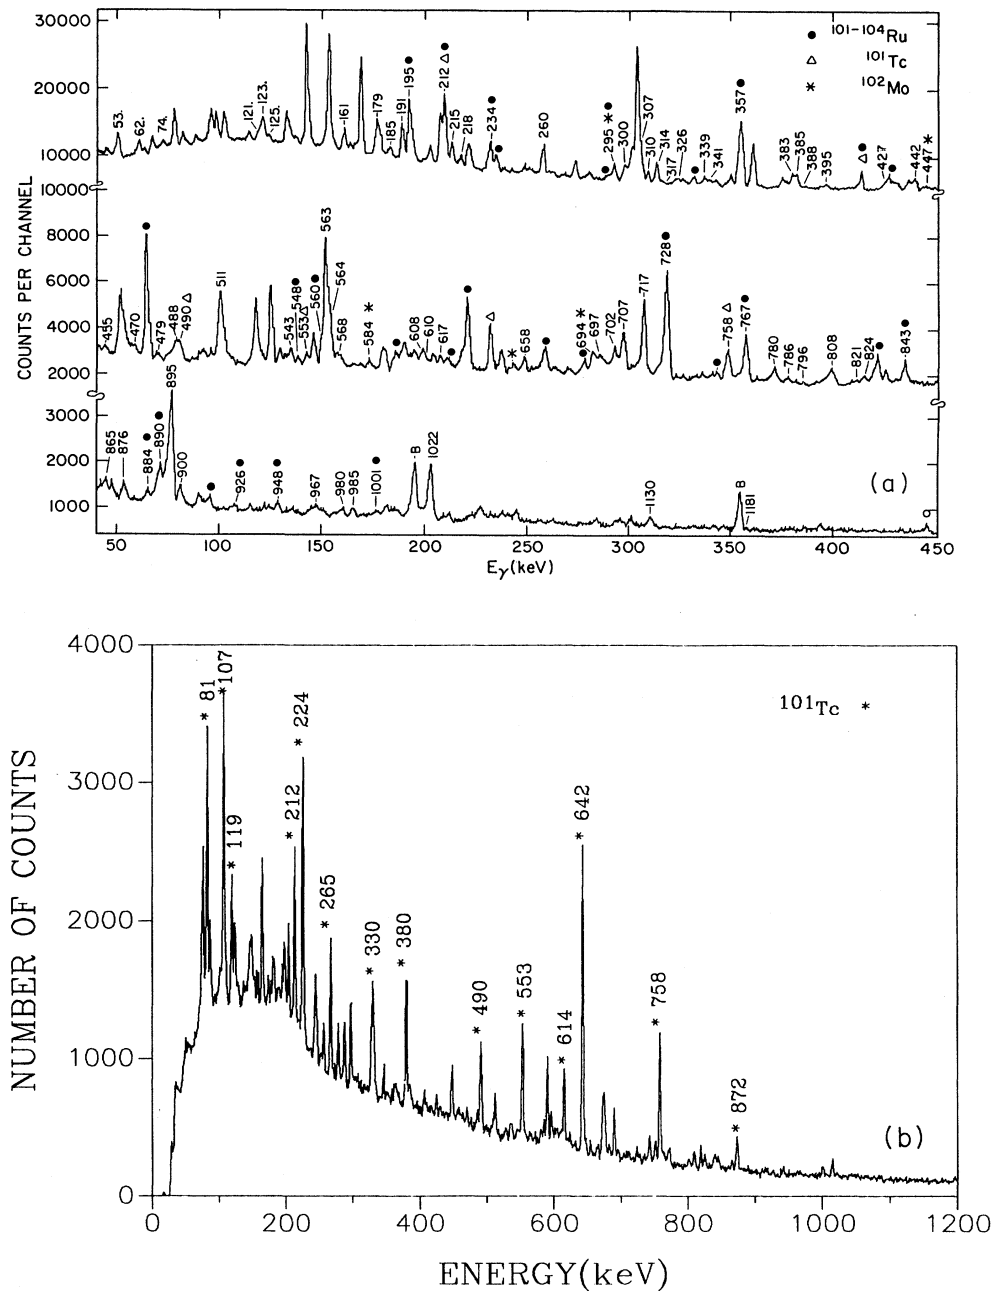 30000
20000
10000
● 101-104Ru
△ 101Tc
* 102Mo
53. 62. 74. 121. 123. 125. 161 179 185 191 195 212 215 218 234 260 295 300 307 310 314 317 326 339 341 357 383 385 388 395 427 442 447
10000
8000
6000
4000
2000
455 470 479 488 490 511 543 548 553 560 563 564 568 584 608 610 617 658 694 697 702 707 717 728 758 767 780 786 796 808 821 824 843
3000
2000
1000
865 876 884 890 895 900 926 948 967 980 985 1001 B 1022 1130 B 1181 a
(a)
COUNTS PER CHANNEL
50 100 150 200 250 300 350 400 450
Eγ(keV)
4000
3000
2000
1000
0
NUMBER OF COUNTS
* 81
* 107
* 119
* 212
* 224
* 265
* 330
* 380
* 490
* 553
* 614
* 642
* 758
* 872
101Tc *
(b)
0 200 400 600 800 1000 1200
ENERGY(keV)